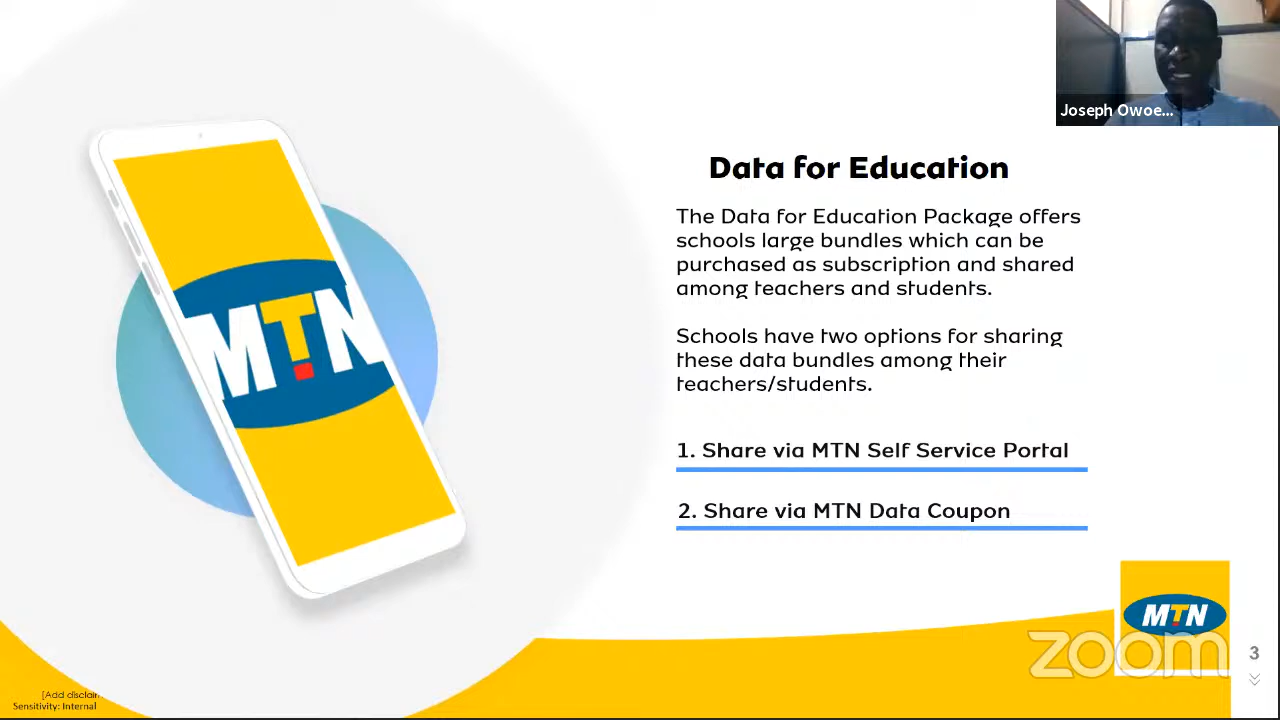 Joseph Owoe...
Data for Education
The Data for Education Package offers
schools large bundles which can be
purchased as subscription and shared
among teachers and students.
Schools have two options for sharing
these data bundles among their
teachers/students.
1. Share via MTN Self Service Portal
2. Share via MTN Data Coupon
MTN
MTN
zoom
3
[Add disclaim
Sensitivity: Internal